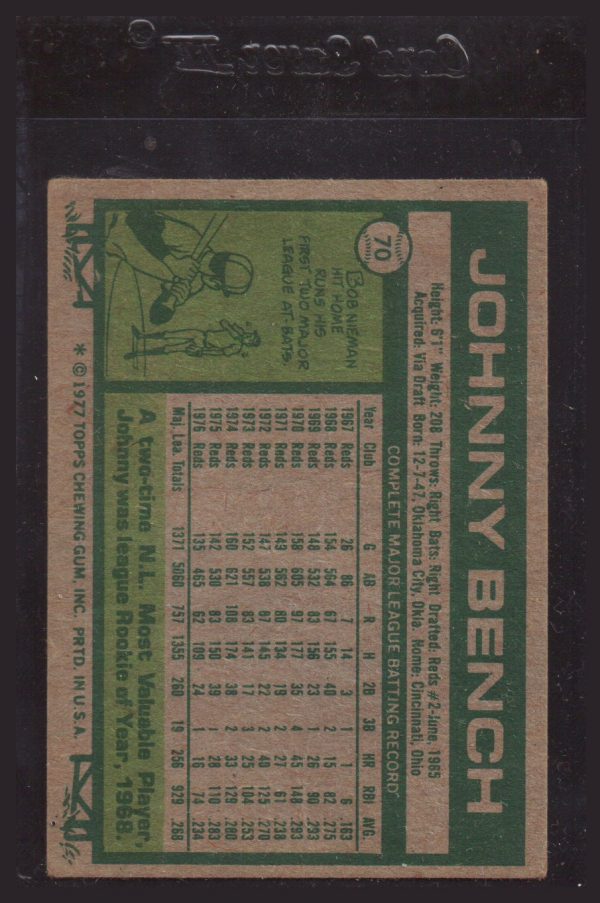 Card Saver III ©
JOHNNY BENCH
70
Height: 6'1" Weight: 208 Throws: Right Bats: Right Drafted: Reds #2-June, 1965
Acquired: Via Draft Born: 12-7-47, Oklahoma City, Okla. Home: Cincinnati, Ohio
BOB NIEMAN
HIT HOME
RUNS HIS
FIRST TWO MAJOR
LEAGUE AT BATS.
COMPLETE MAJOR LEAGUE BATTING RECORD
Year Club G AB R H 2B 3B HR RBI AVG.
1967 Reds 26 86 7 14 3 1 1 6 .163
1968 Reds 154 564 67 155 40 2 15 82 .275
1969 Reds 148 532 83 156 23 1 26 90 .293
1970 Reds 158 605 97 177 35 4 45 148 .293
1971 Reds 149 562 80 134 19 2 27 61 .238
1972 Reds 147 538 87 145 22 2 40 125 .270
1973 Reds 152 557 83 141 17 3 25 104 .253
1974 Reds 160 621 108 174 38 2 33 129 .280
1975 Reds 142 530 83 150 39 1 28 110 .283
1976 Reds 135 465 62 109 24 1 16 74 .234
Maj. Lea. Totals 1371 5060 757 1355 260 19 256 929 .268
A two-time N.L. Most Valuable Player,
Johnny was league Rookie of Year, 1968.
* © 1977 TOPPS CHEWING GUM, INC. PRTD. IN U.S.A.